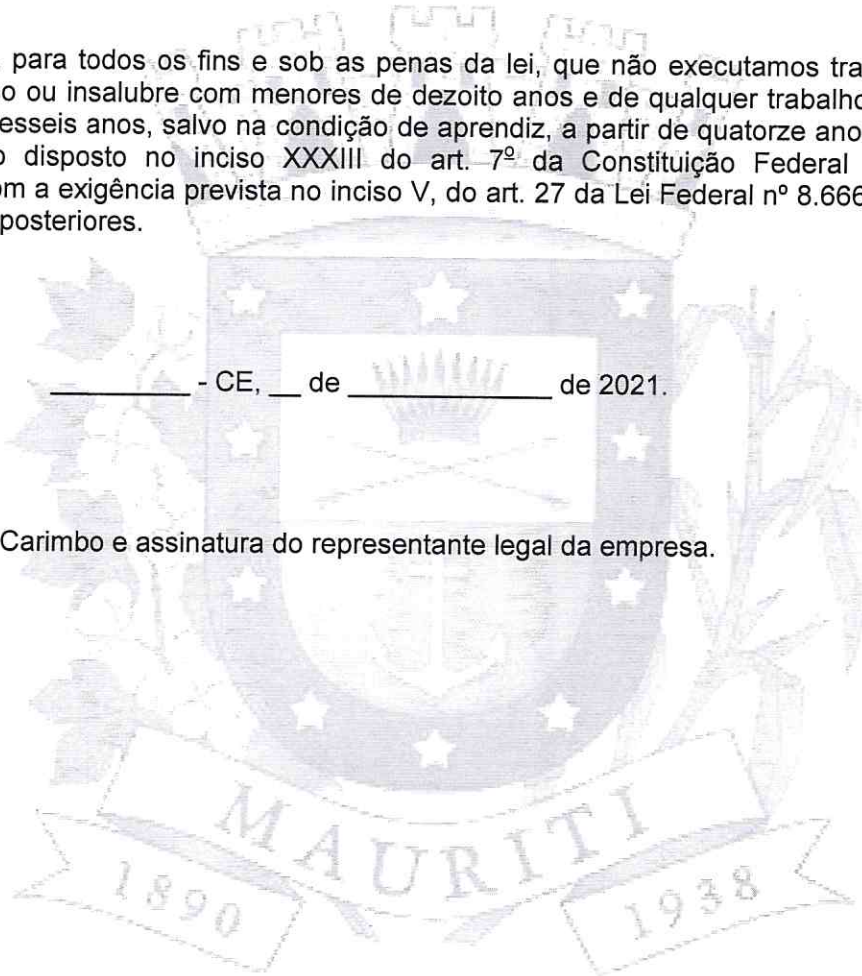 para todos os fins e sob as penas da lei, que não executamos tra
o ou insalubre com menores de dezoito anos e de qualquer trabalho
esseis anos, salvo na condição de aprendiz, a partir de quatorze ano
o disposto no inciso XXXIII do art. 7º da Constituição Federal
om a exigência prevista no inciso V, do art. 27 da Lei Federal nº 8.666
posteriores.
__________ - CE, __ de ______________ de 2021.
Carimbo e assinatura do representante legal da empresa.
MAURITI
1890 1938